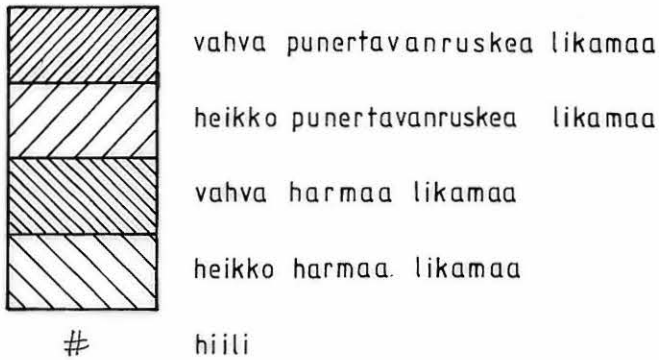 vahva punertavanruskea likamaa
heikko punertavanruskea likamaa
vahva harmaa likamaa
heikko harmaa likamaa
# hiili